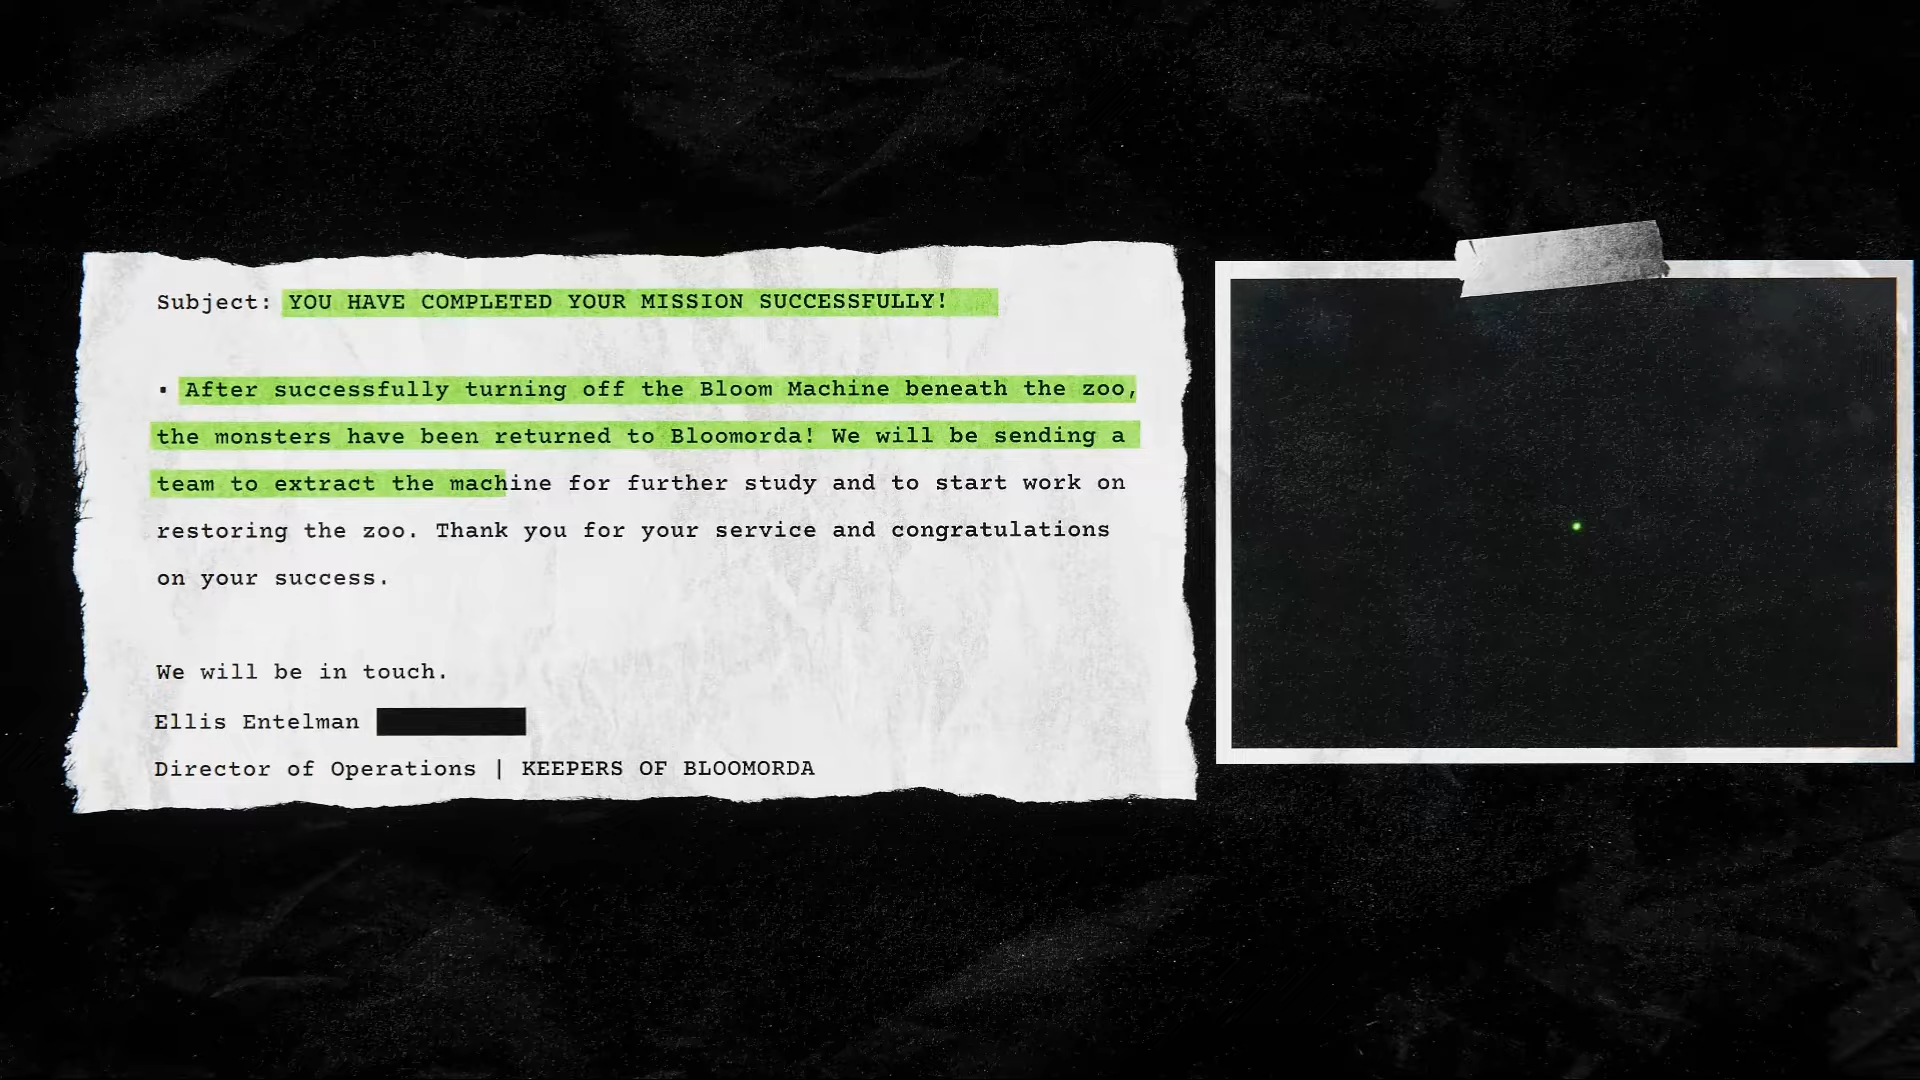 Subject: YOU HAVE COMPLETED YOUR MISSION SUCCESSFULLY!
▪ After successfully turning off the Bloom Machine beneath the zoo,
the monsters have been returned to Bloomorda! We will be sending a
team to extract the machine for further study and to start work on
restoring the zoo. Thank you for your service and congratulations
on your success.
We will be in touch.
Ellis Entelman
Director of Operations | KEEPERS OF BLOOMORDA